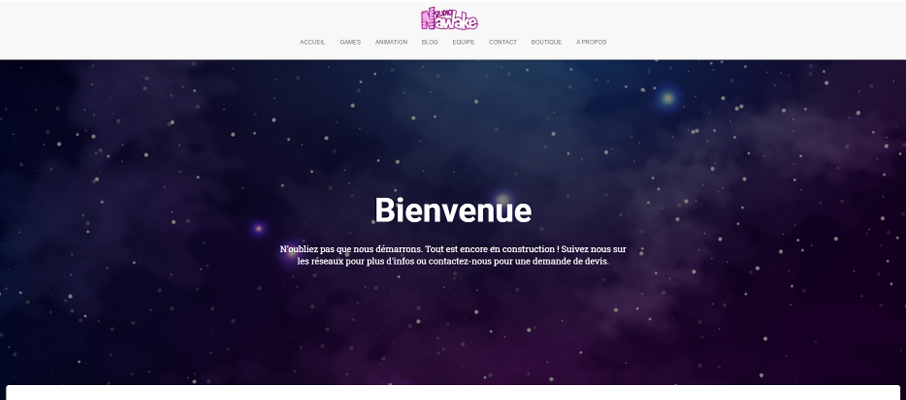 STUDIO
Nawake
ACCUEIL GAMES ANIMATION BLOG EQUIPE CONTACT BOUTIQUE A PROPOS
Bienvenue
N'oubliez pas que nous démarrons. Tout est encore en construction ! Suivez nous sur
les réseaux pour plus d'infos ou contactez-nous pour une demande de devis.